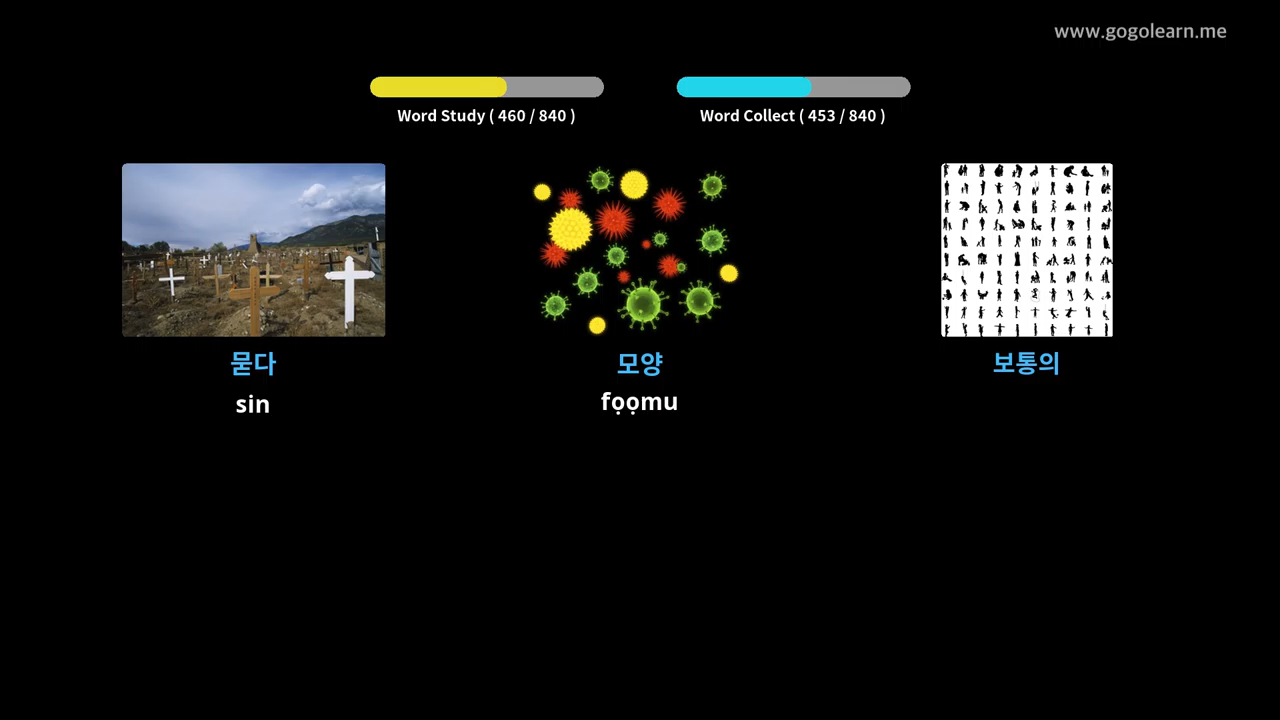 www.gogolearn.me
Word Study ( 460 / 840 )
Word Collect ( 453 / 840 )
묻다
모양
보통의
sin
fọọmu